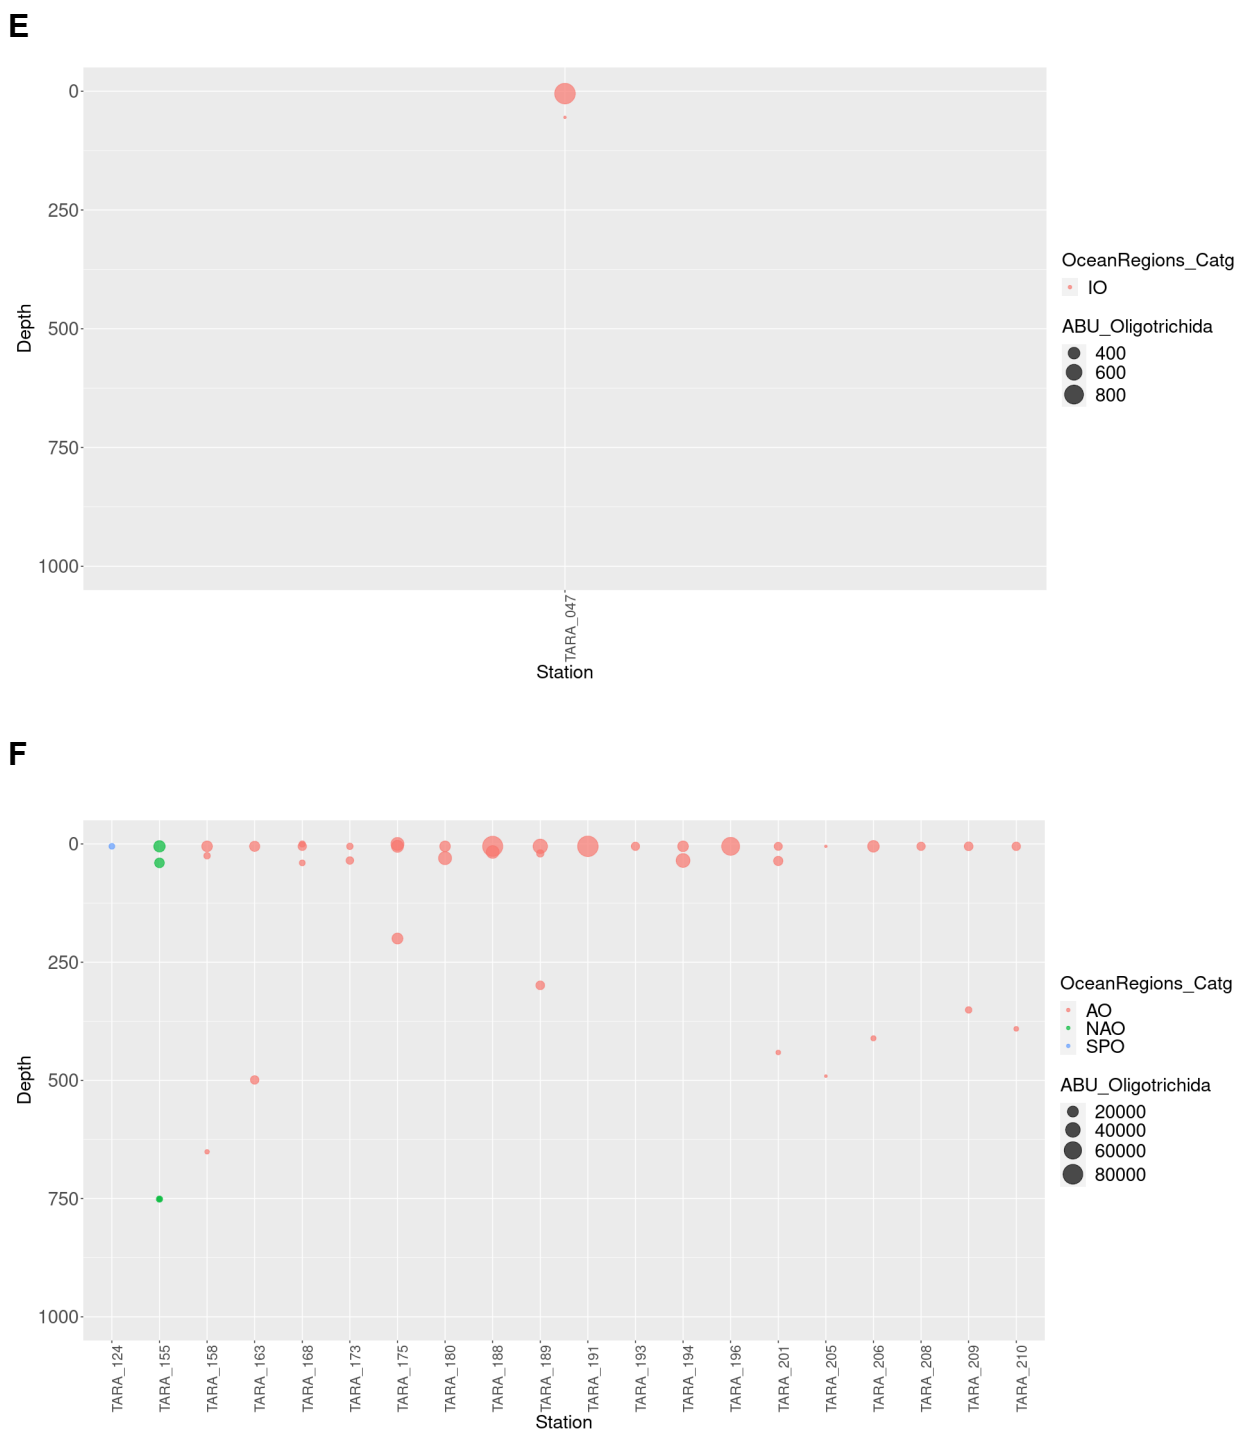 E
0
250
500
750
1000
Depth
TARA_047
Station
OceanRegions_Catg
IO
ABU_Oligotrichida
400
600
800
F
0
250
500
750
1000
Depth
TARA_124
TARA_155
TARA_158
TARA_163
TARA_168
TARA_173
TARA_175
TARA_180
TARA_188
TARA_189
TARA_191
TARA_193
TARA_194
TARA_196
TARA_201
TARA_205
TARA_206
TARA_208
TARA_209
TARA_210
Station
OceanRegions_Catg
AO
NAO
SPO
ABU_Oligotrichida
20000
40000
60000
80000